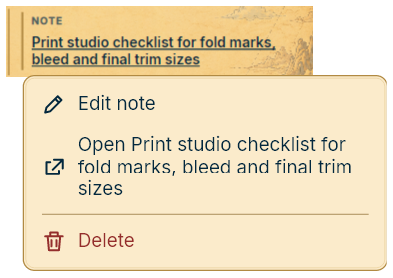 NOTE
Print studio checklist for fold marks,
bleed and final trim sizes
Edit note
Open Print studio checklist for
fold marks, bleed and final trim
sizes
Delete